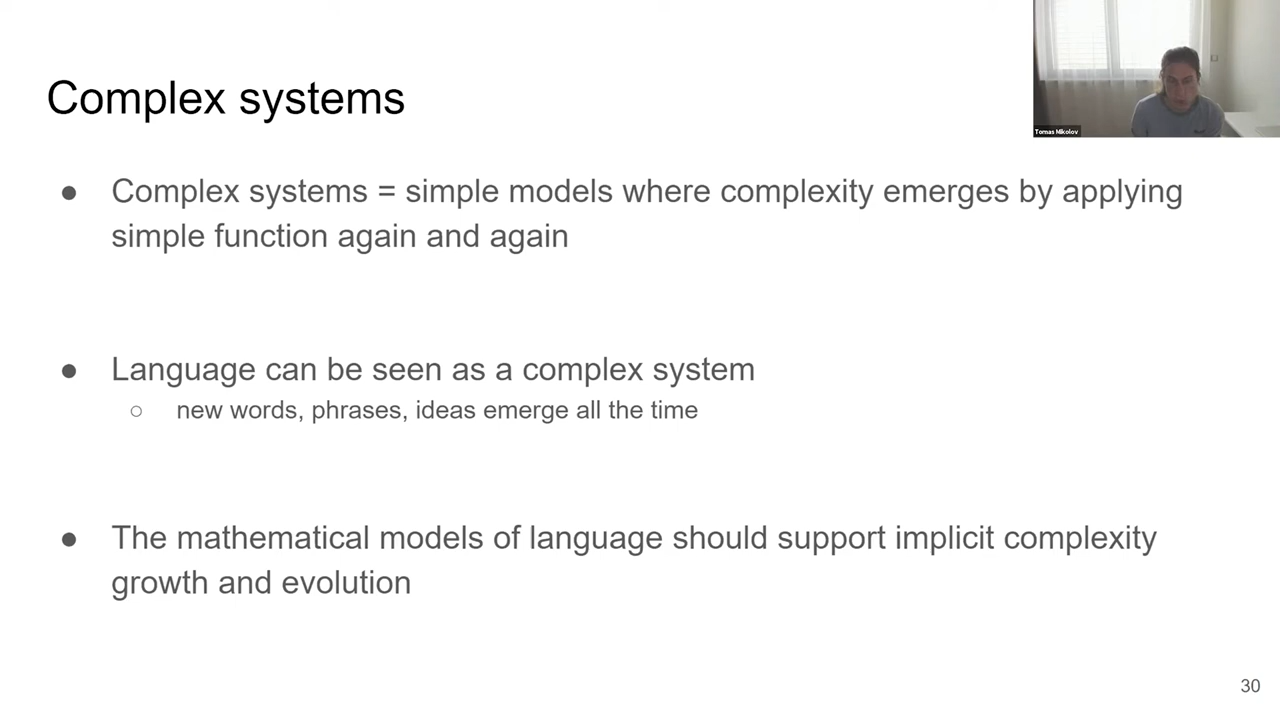 Tomas Mikolov
Complex systems
● Complex systems = simple models where complexity emerges by applying
simple function again and again
● Language can be seen as a complex system
○ new words, phrases, ideas emerge all the time
● The mathematical models of language should support implicit complexity
growth and evolution
30